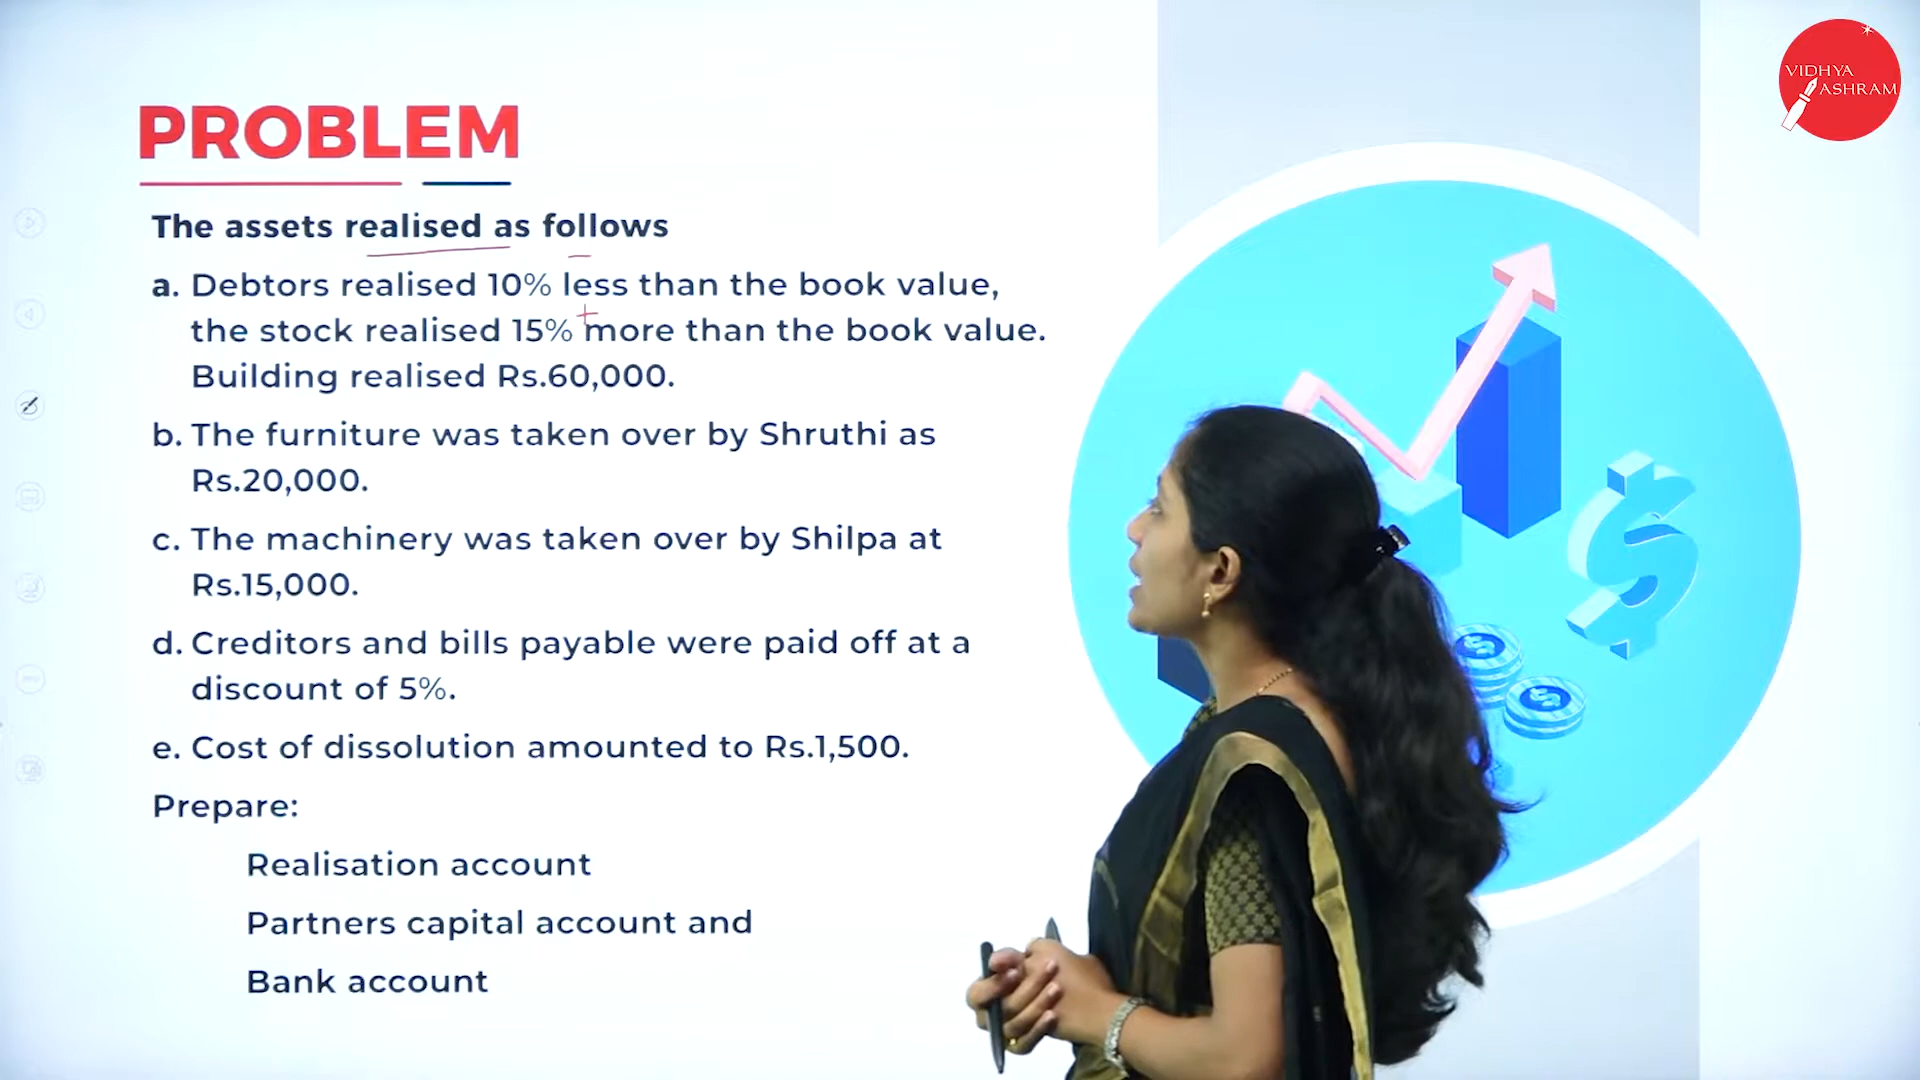 VIDHYA
ASHRAM
PROBLEM
The assets realised as follows
a. Debtors realised 10% less than the book value,
the stock realised 15% more than the book value.
Building realised Rs.60,000.
b. The furniture was taken over by Shruthi as
Rs.20,000.
c. The machinery was taken over by Shilpa at
Rs.15,000.
d. Creditors and bills payable were paid off at a
discount of 5%.
e. Cost of dissolution amounted to Rs.1,500.
Prepare:
Realisation account
Partners capital account and
Bank account